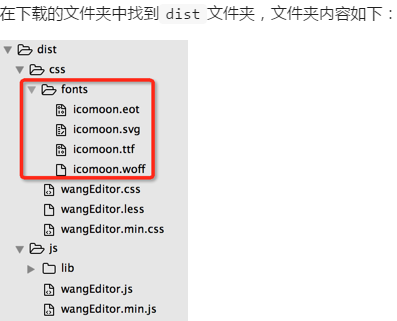 在下载的文件夹中找到 dist 文件夹，文件夹内容如下：
dist
css
fonts
icomoon.eot
icomoon.svg
icomoon.ttf
icomoon.woff
wangEditor.css
wangEditor.less
wangEditor.min.css
js
lib
wangEditor.js
wangEditor.min.js